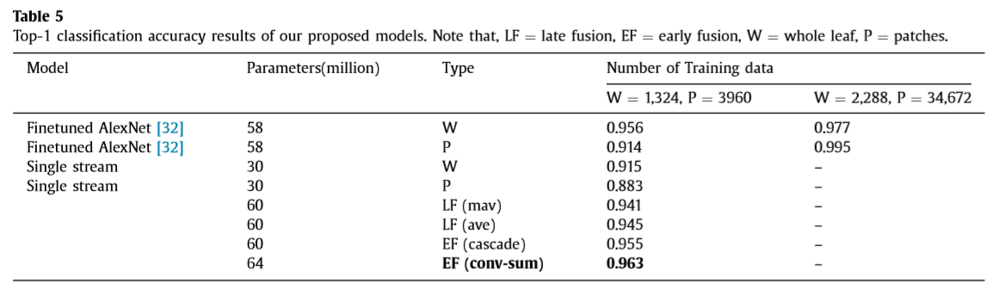 Table 5
Top-1 classification accuracy results of our proposed models. Note that, LF = late fusion, EF = early fusion, W = whole leaf, P = patches.
Model Parameters(million) Type Number of Training data
W = 1,324, P = 3960 W = 2,288, P = 34,672
Finetuned AlexNet [32] 58 W 0.956 0.977
Finetuned AlexNet [32] 58 P 0.914 0.995
Single stream 30 W 0.915 –
Single stream 30 P 0.883 –
60 LF (mav) 0.941 –
60 LF (ave) 0.945 –
60 EF (cascade) 0.955 –
64 EF (conv-sum) 0.963 –